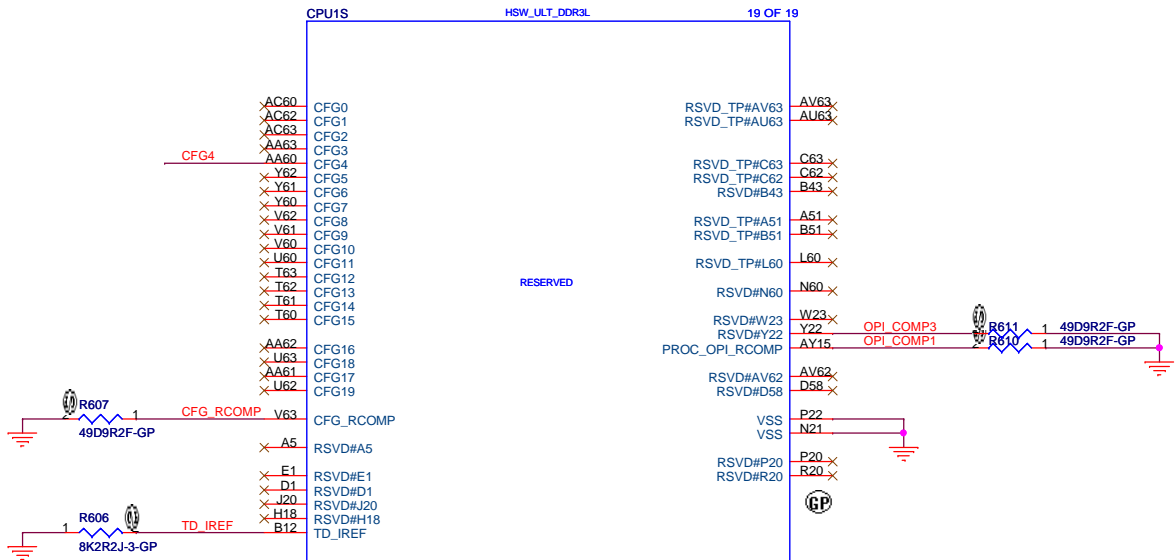 CPU1S HSW_ULT_DDR3L 19 OF 19
AC60 CFG0 RSVD_TP#AV63 AV63
AC62 CFG1 RSVD_TP#AU63 AU63
AC63 CFG2
AA63 CFG3
CFG4 AA60 CFG4 RSVD_TP#C63 C63
Y62 CFG5 RSVD_TP#C62 C62
Y61 CFG6 RSVD#B43 B43
Y60 CFG7
V62 CFG8 RSVD_TP#A51 A51
V61 CFG9 RSVD_TP#B51 B51
V60 CFG10
U60 CFG11 RSVD_TP#L60 L60
T63 CFG12
RESERVED
T62 CFG13 RSVD#N60 N60
T61 CFG14
T60 CFG15 RSVD#W23 W23
RSVD#Y22 Y22 OPI_COMP3 R611 1 49D9R2F-GP
AA62 CFG16 PROC_OPI_RCOMP AY15 OPI_COMP1 2 R610 1 49D9R2F-GP
U63 CFG18
AA61 CFG17 RSVD#AV62 AV62
U62 CFG19 RSVD#D58 D58
2 R607 1 CFG_RCOMP V63 CFG_RCOMP VSS P22
49D9R2F-GP
VSS N21
A5 RSVD#A5
RSVD#P20 P20
E1 RSVD#E1 RSVD#R20 R20
D1 RSVD#D1
J20 RSVD#J20
GP
H18 RSVD#H18
1 R606 TD_IREF B12 TD_IREF
8K2R2J-3-GP